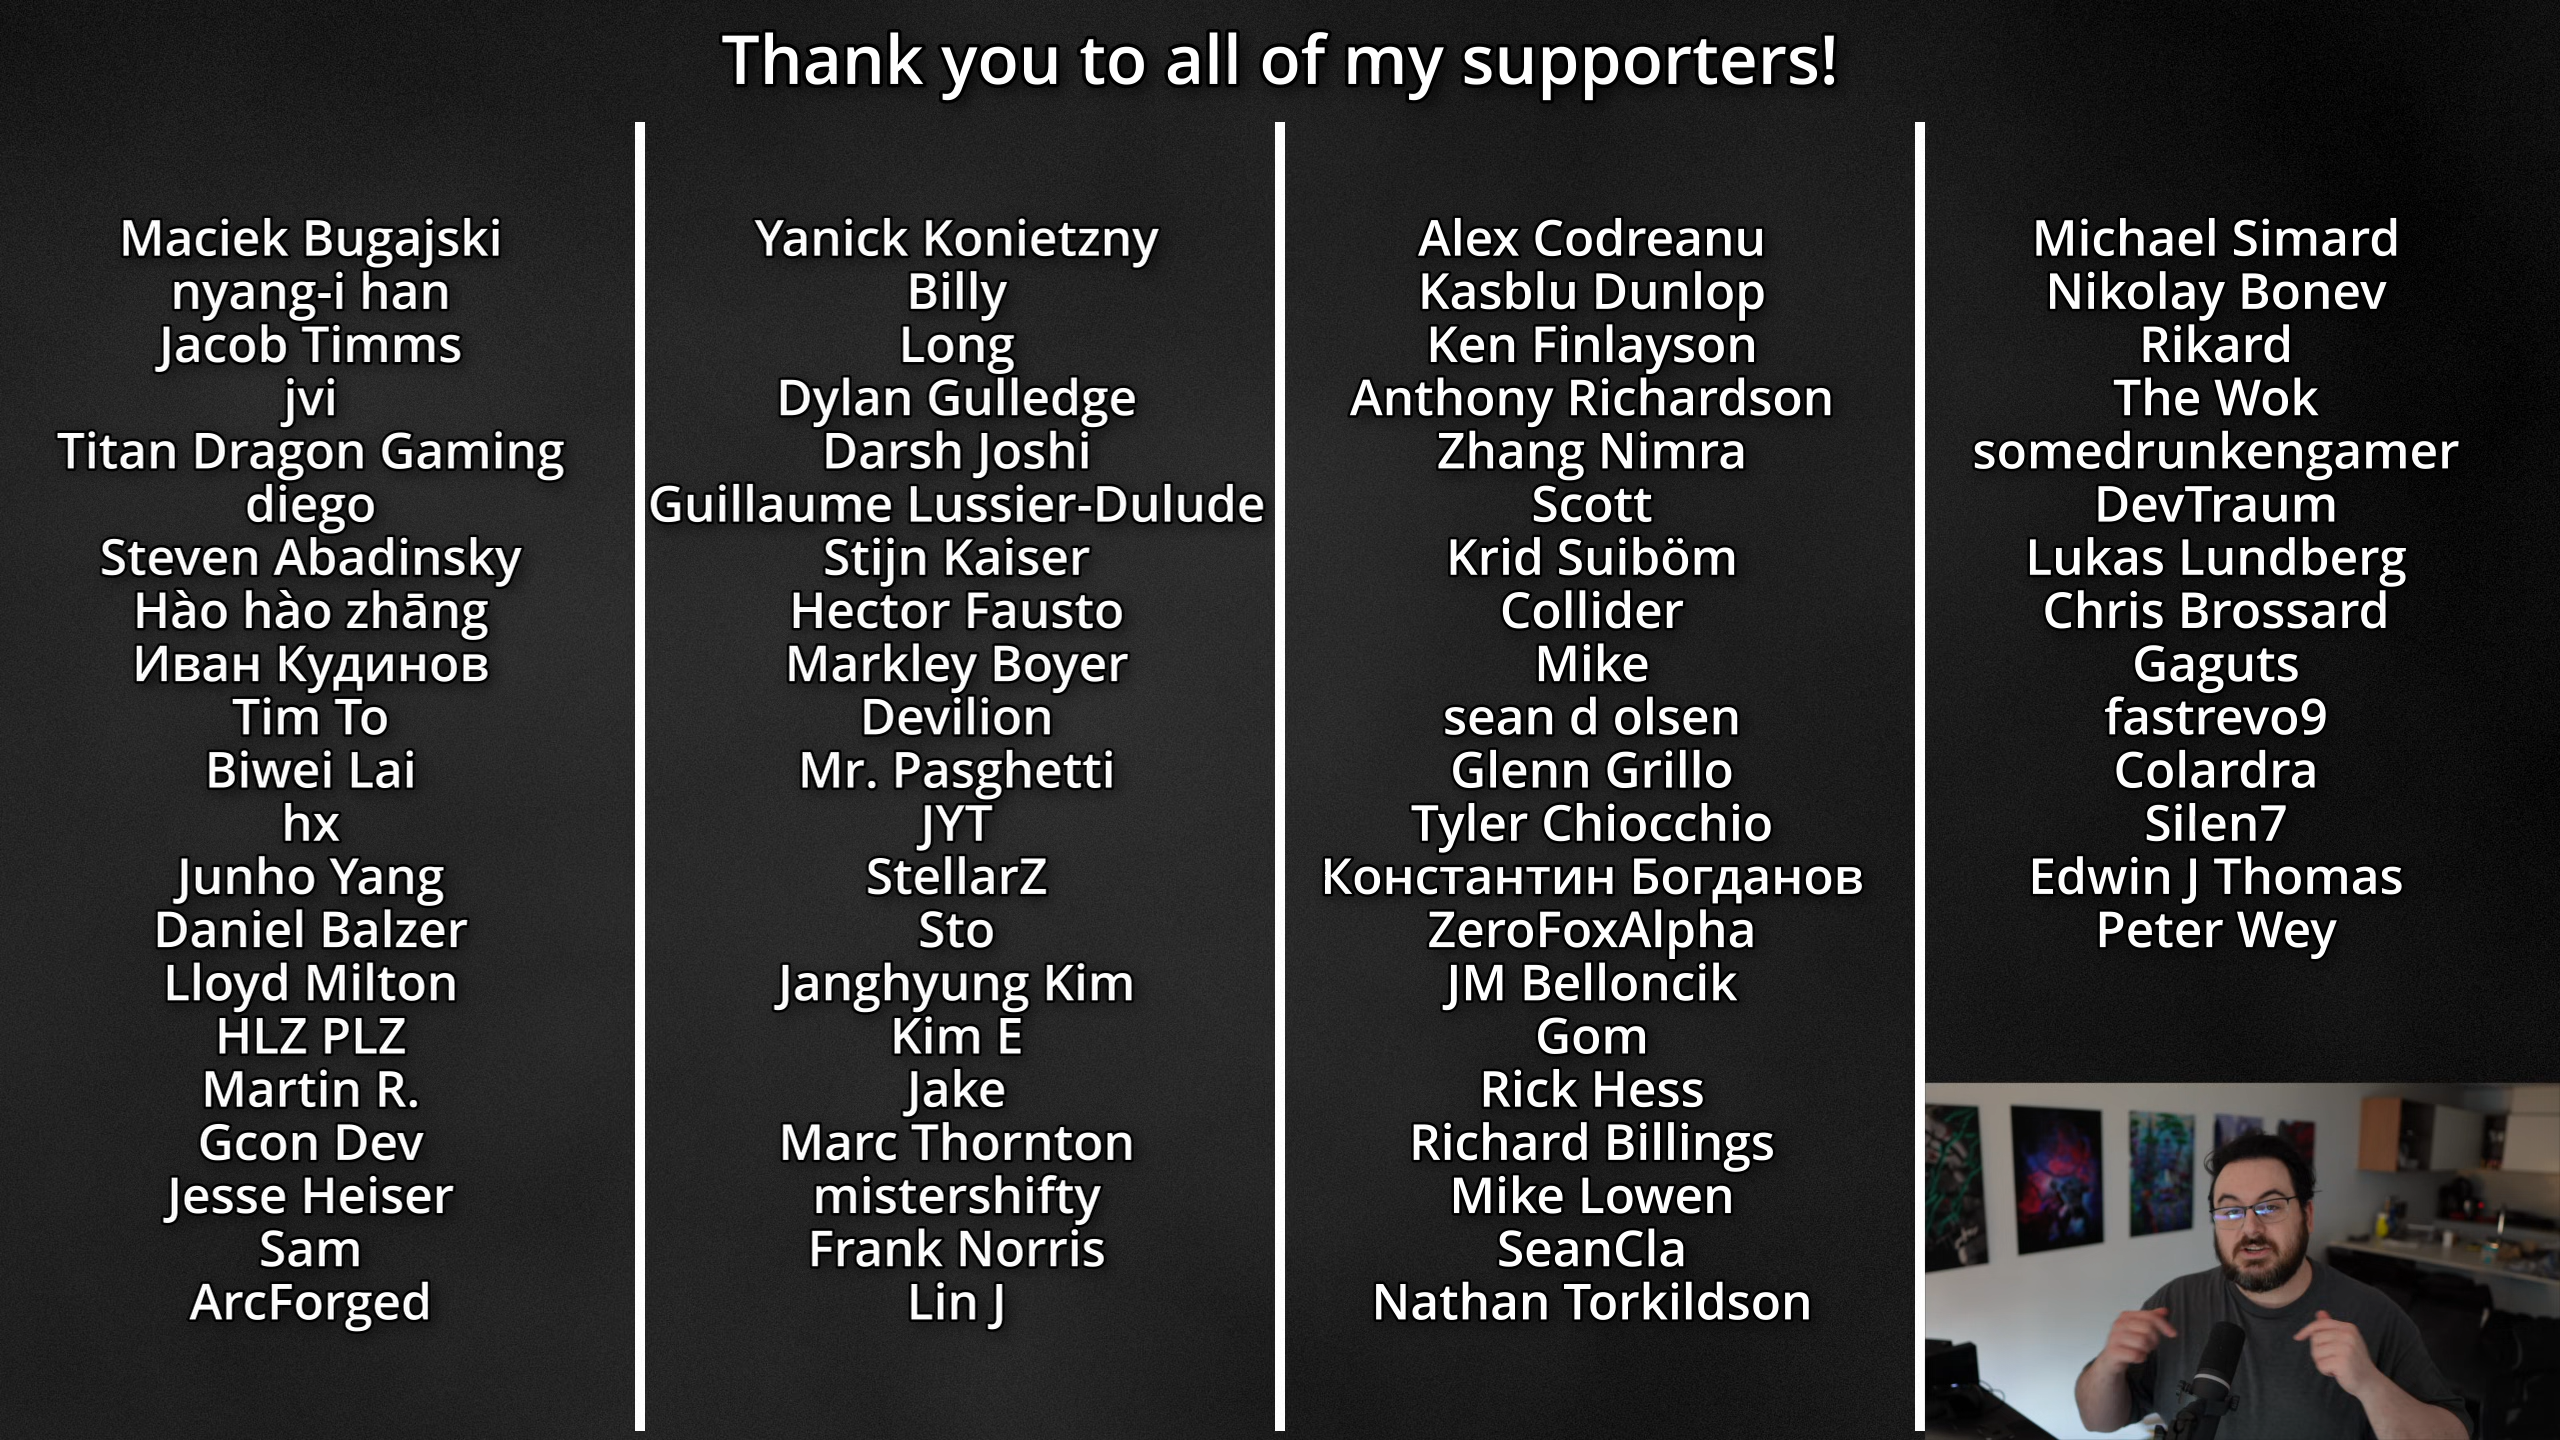 Thank you to all of my supporters!
Maciek Bugajski
nyang-i han
Jacob Timms
jvi
Titan Dragon Gaming
diego
Steven Abadinsky
Hào hào zhāng
Иван Кудинов
Tim To
Biwei Lai
hx
Junho Yang
Daniel Balzer
Lloyd Milton
HLZ PLZ
Martin R.
Gcon Dev
Jesse Heiser
Sam
ArcForged
Yanick Konietzny
Billy
Long
Dylan Gulledge
Darsh Joshi
Guillaume Lussier-Dulude
Stijn Kaiser
Hector Fausto
Markley Boyer
Devilion
Mr. Pasghetti
JYT
StellarZ
Sto
Janghyung Kim
Kim E
Jake
Marc Thornton
mistershifty
Frank Norris
Lin J
Alex Codreanu
Kasblu Dunlop
Ken Finlayson
Anthony Richardson
Zhang Nimra
Scott
Krid Suiböm
Collider
Mike
sean d olsen
Glenn Grillo
Tyler Chiocchio
Константин Богданов
ZeroFoxAlpha
JM Belloncik
Gom
Rick Hess
Richard Billings
Mike Lowen
SeanCla
Nathan Torkildson
Michael Simard
Nikolay Bonev
Rikard
The Wok
somedrunkengamer
DevTraum
Lukas Lundberg
Chris Brossard
Gaguts
fastrevo9
Colardra
Silen7
Edwin J Thomas
Peter Wey